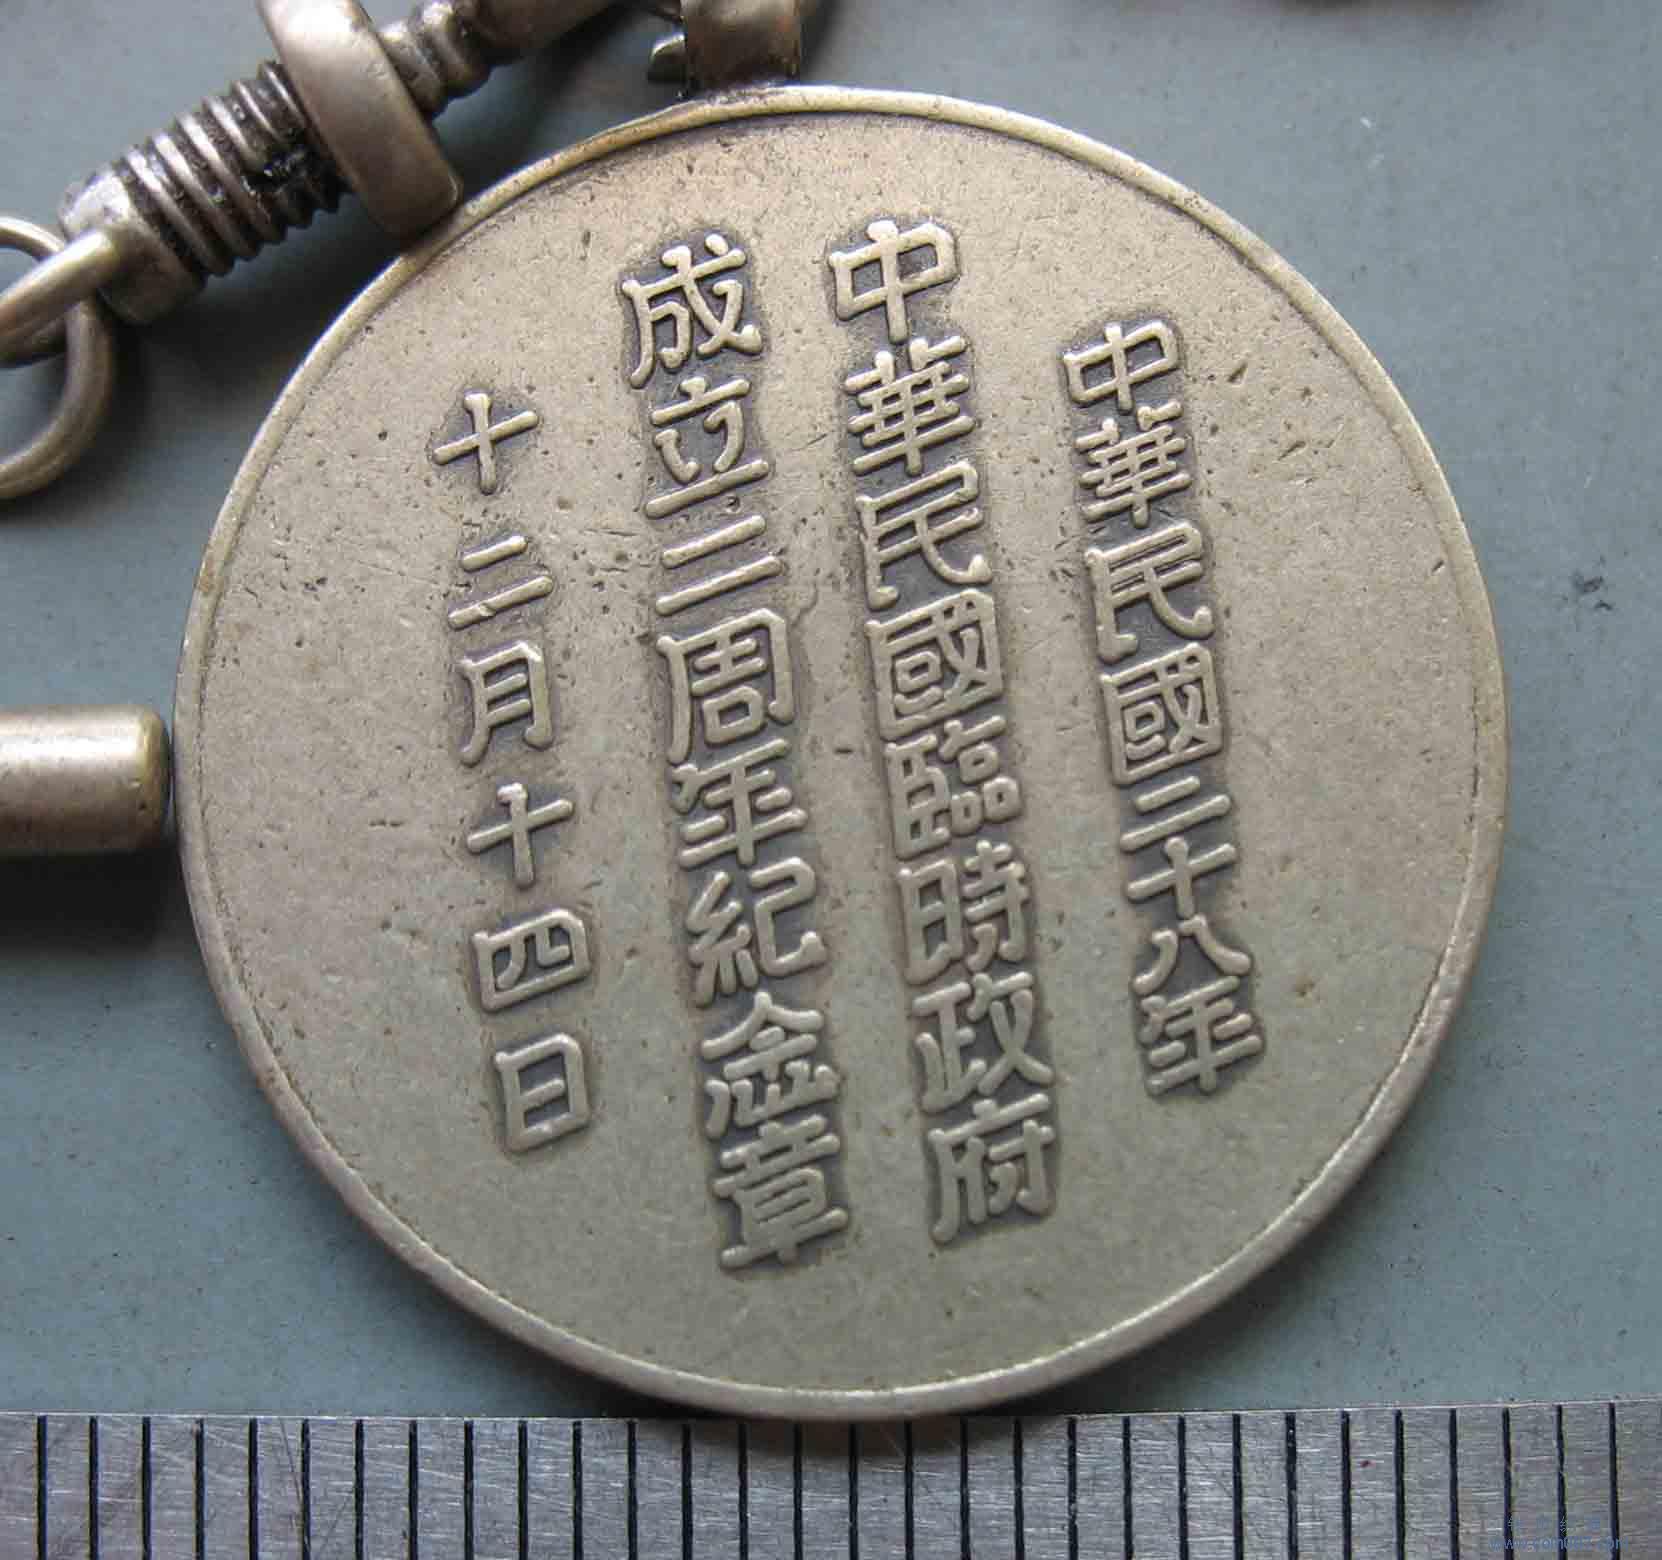 中華民國二十八年
中華民國臨時政府
成立二周年紀念章
十二月十四日